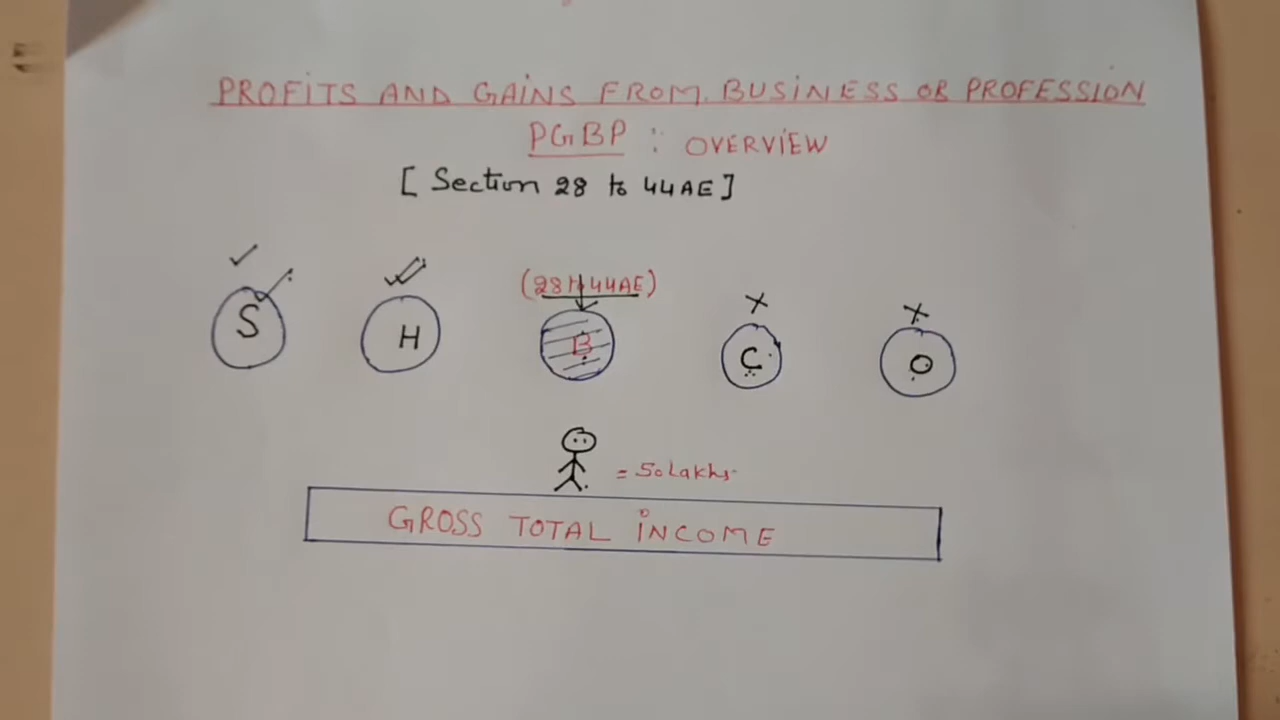 PROFITS AND GAINS FROM BUSINESS OR PROFESSION
PGBP : OVERVIEW
[ Section 28 to 44AE ]
(28 to 44AE)
S H B C O
= 50 Lakhs
GROSS TOTAL INCOME